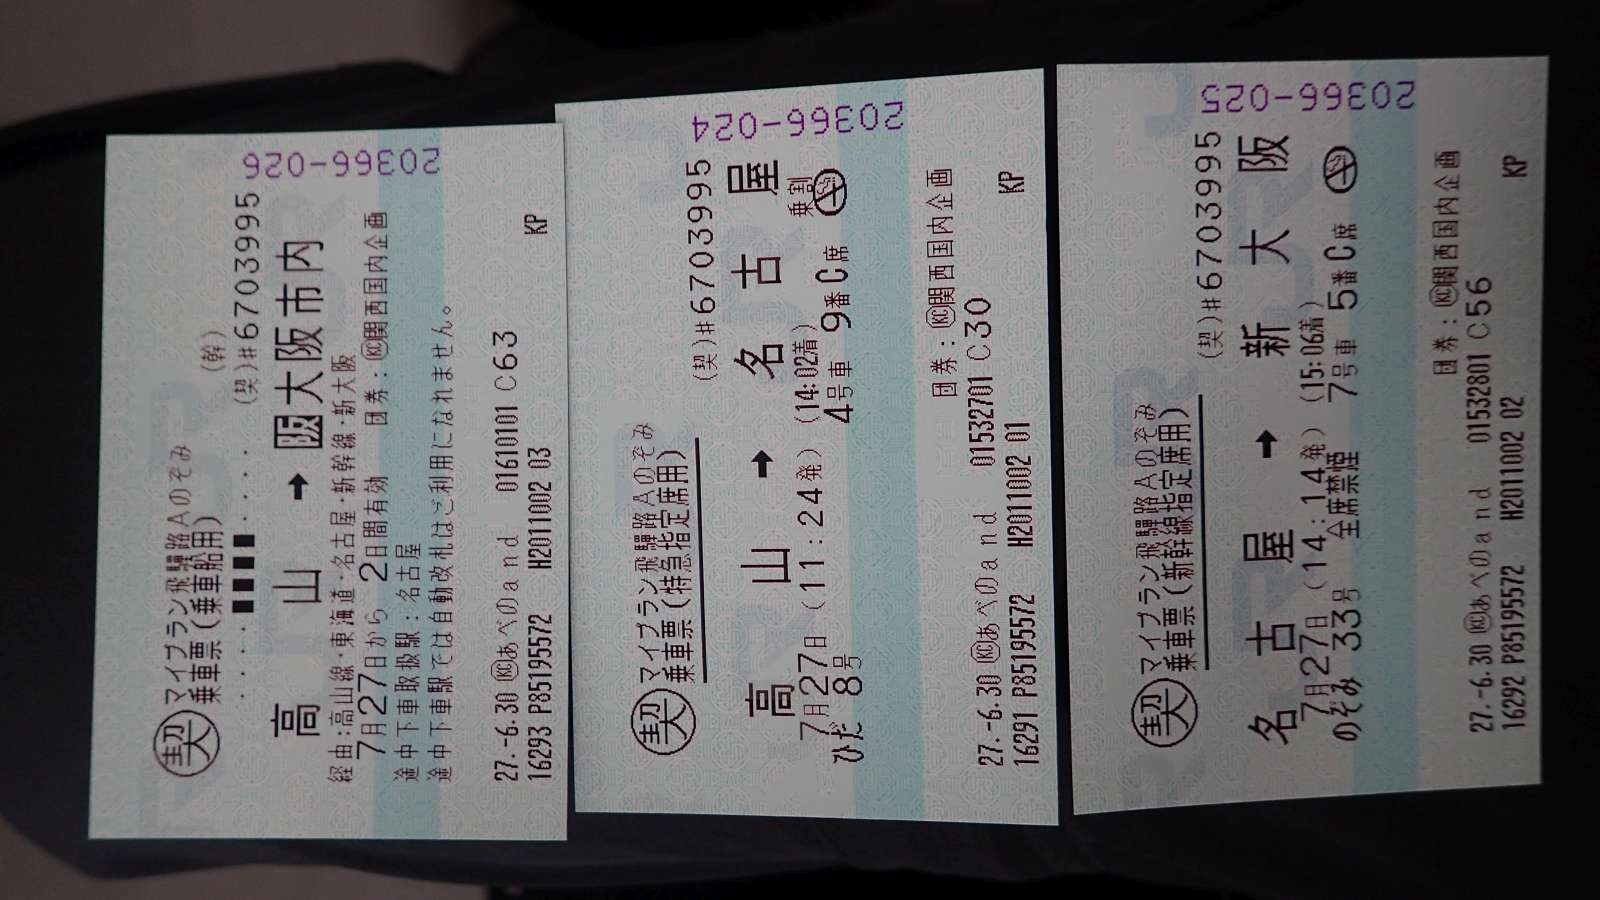 20366-026
(幹)
契 マイプラン飛騨路Aのぞみ
乗車票(乗車船用)
(契)#6703995
高 山 → 阪大阪市内
経由:高山線・東海道・名古屋・新幹線・新大阪
7月27日から 2日間有効 団券:KC関西国内企画
途中下車取扱駅:名古屋
途中下車駅では自動改札はご利用になれません。
27.-6.30 KCあべのand 01610101 C63
16293 P85195572 H2011002 03 KP
20366-024
契 マイプラン飛騨路Aのぞみ
乗車票(特急指定席用)
(契)#6703995
高 山 → 名 古 屋
7月27日(11:24発)(14:02着) 乗割
ひだ 8号 4号車 9番C席
団券:KC関西国内企画
27.-6.30 KCあべのand 01532701 C30
16291 P85195572 H2011002 01 KP
20366-025
契 マイプラン飛騨路Aのぞみ
乗車票(新幹線指定席用)
(契)#6703995
名 古 屋 → 新 大 阪
7月27日(14:14発)(15:06着)
のぞみ 33号 全席禁煙 7号車 5番C席
団券:KC関西国内企画
27.-6.30 KCあべのand 01532801 C56
16292 P85195572 H2011002 02 KP